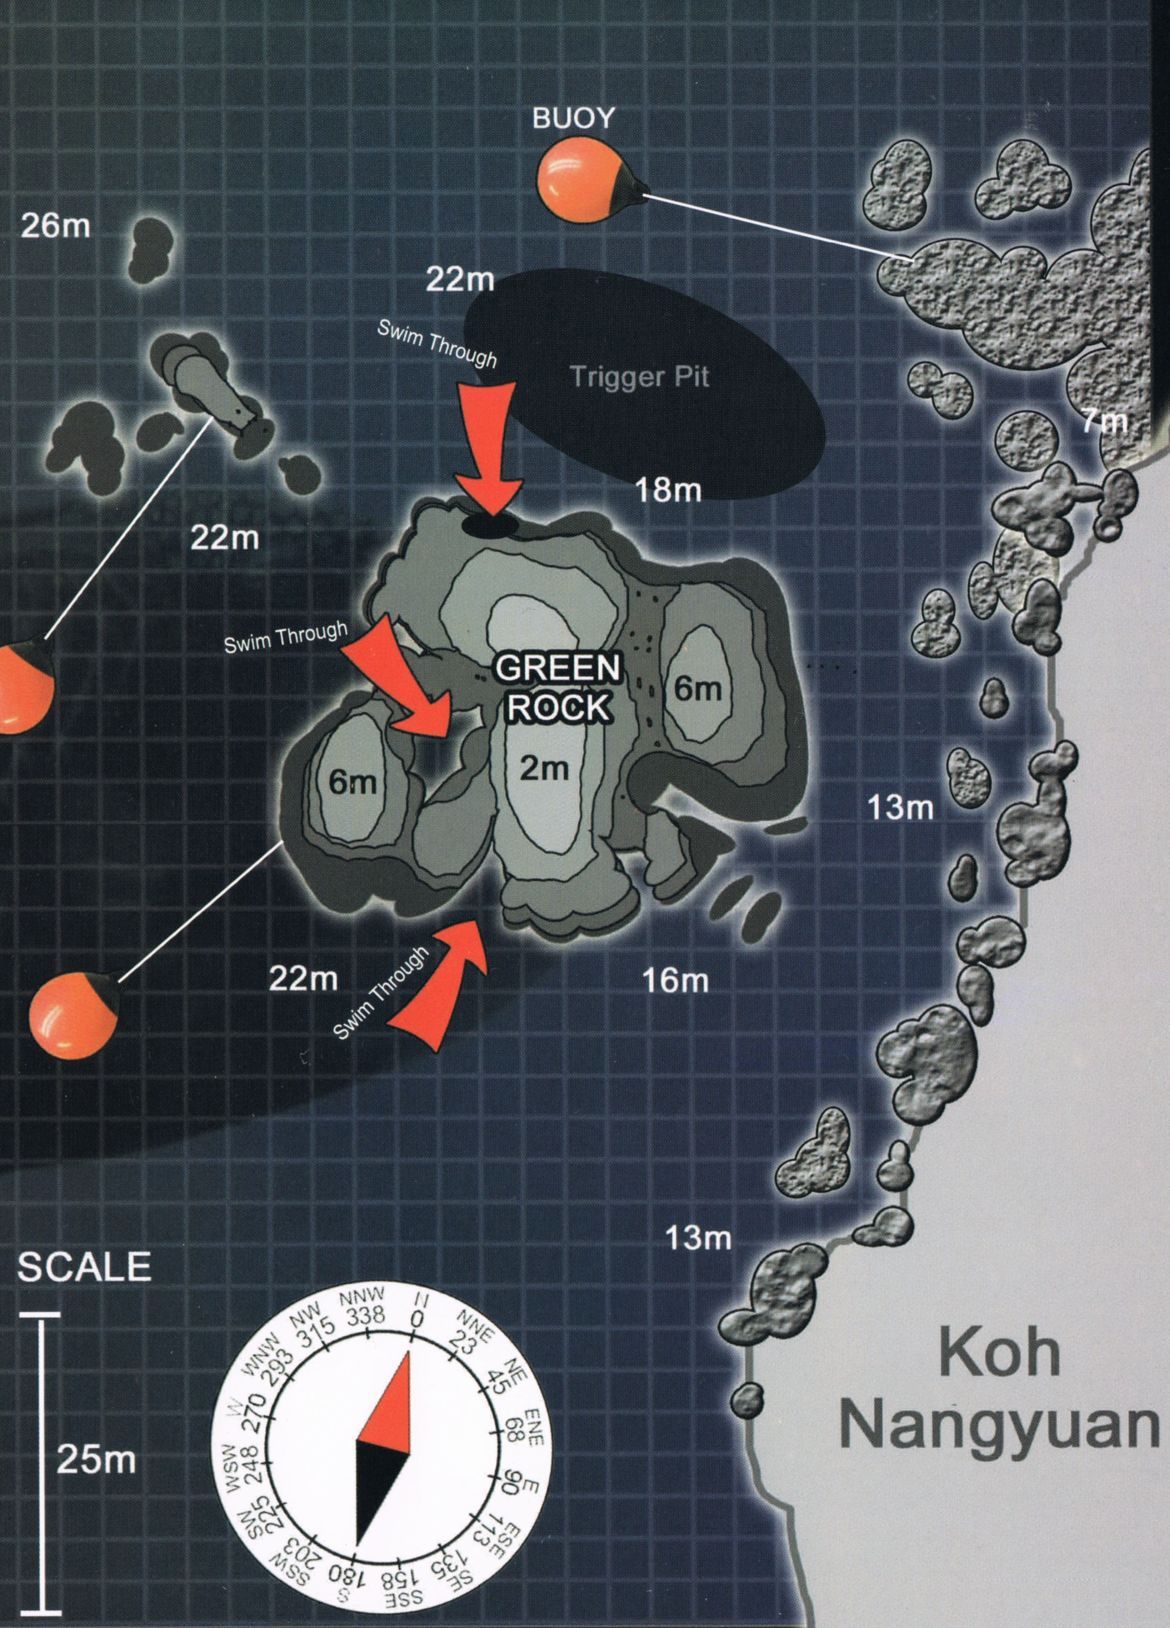 BUOY
26m
22m
Swim Through
Trigger Pit
7m
18m
22m
Swim Through
GREEN
ROCK
6m
6m
2m
13m
22m
Swim Through
16m
13m
SCALE
25m
N
0
NNE
23
NE
45
ENE
68
E
90
ESE
113
SE
135
SSE
158
S
180
SSW
203
SW
225
WSW
248
W
270
WNW
293
NW
315
NNW
338
Koh
Nangyuan